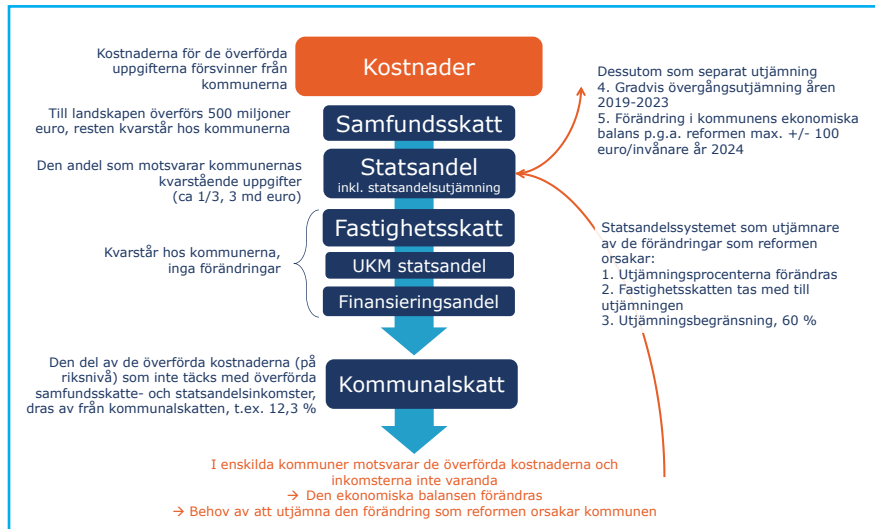 Kostnaderna för de överförda
uppgifterna försvinner från
kommunerna
Kostnader
Till landskapen överförs 500 miljoner
euro, resten kvarstår hos kommunerna
Samfundsskatt
Den andel som motsvarar kommunernas
kvarstående uppgifter
(ca 1/3, 3 md euro)
Statsandel
inkl. statsandelsutjämning
Kvarstår hos kommunerna,
inga förändringar
Fastighetsskatt
UKM statsandel
Finansieringsandel
Den del av de överförda kostnaderna (på
riksnivå) som inte täcks med överförda
samfundsskatte- och statsandelsinkomster,
dras av från kommunalskatten, t.ex. 12,3 %
Kommunalskatt
Dessutom som separat utjämning
4. Gradvis övergångsutjämning åren
2019-2023
5. Förändring i kommunens ekonomiska
balans p.g.a. reformen max. +/- 100
euro/invånare år 2024
Statsandelssystemet som utjämnare
av de förändringar som reformen
orsakar:
1. Utjämningsprocenterna förändras
2. Fastighetsskatten tas med till
utjämningen
3. Utjämningsbegränsning, 60 %
I enskilda kommuner motsvarar de överförda kostnaderna och
inkomsterna inte varanda
→ Den ekonomiska balansen förändras
→ Behov av att utjämna den förändring som reformen orsakar kommunen